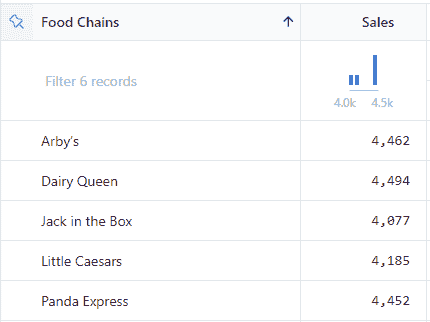 Food Chains Sales
Filter 6 records
4.0k 4.5k
Arby's 4,462
Dairy Queen 4,494
Jack in the Box 4,077
Little Caesars 4,185
Panda Express 4,452